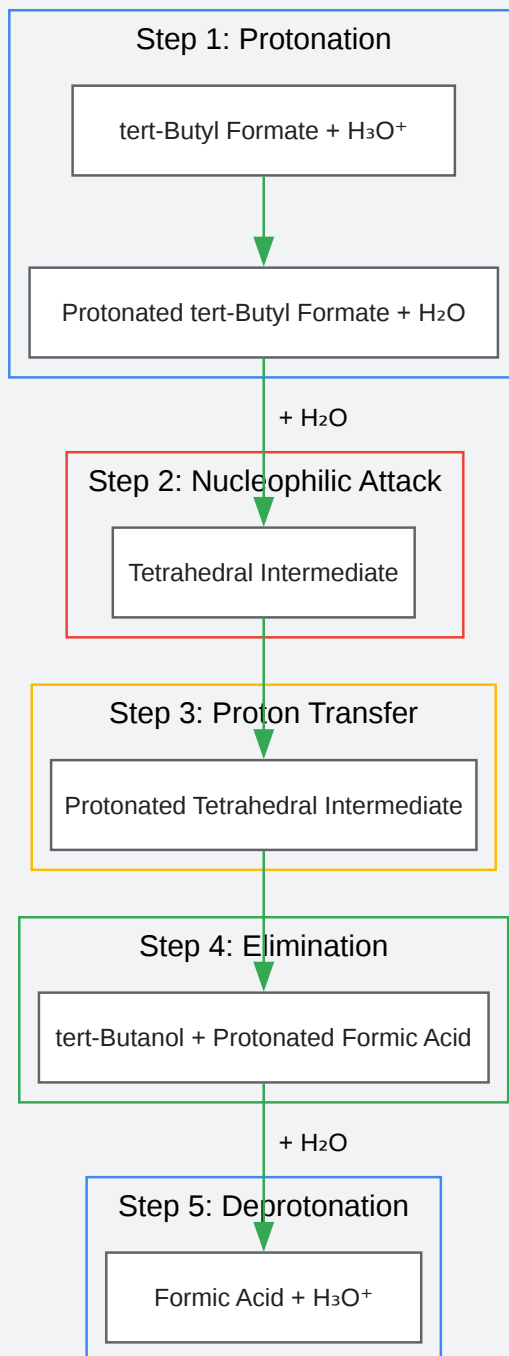 Step 1: Protonation
tert-Butyl Formate + H₃O⁺
Protonated tert-Butyl Formate + H₂O
+ H₂O
Step 2: Nucleophilic Attack
Tetrahedral Intermediate
Step 3: Proton Transfer
Protonated Tetrahedral Intermediate
Step 4: Elimination
tert-Butanol + Protonated Formic Acid
+ H₂O
Step 5: Deprotonation
Formic Acid + H₃O⁺